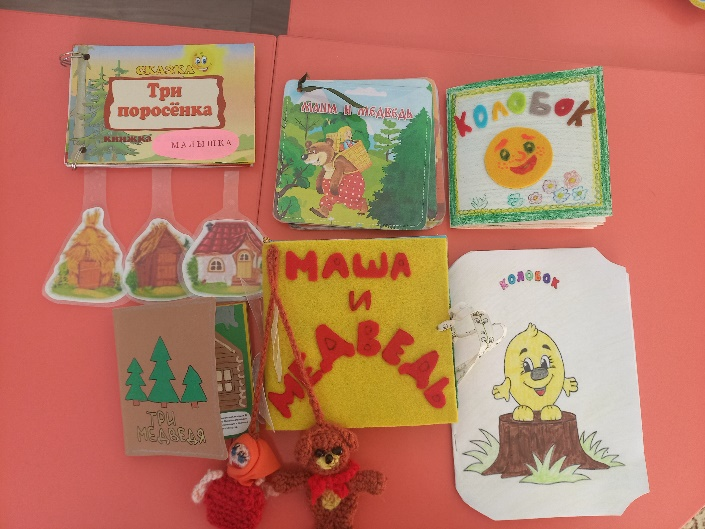 СКАЗКА
Три
поросёнка
книжка
МАЛЫШКА
МАША И МЕДВЕДЬ
КОЛОБОК
МАША
И
МЕДВЕДЬ
КОЛОБОК
ТРИ
МЕДВЕДЯ